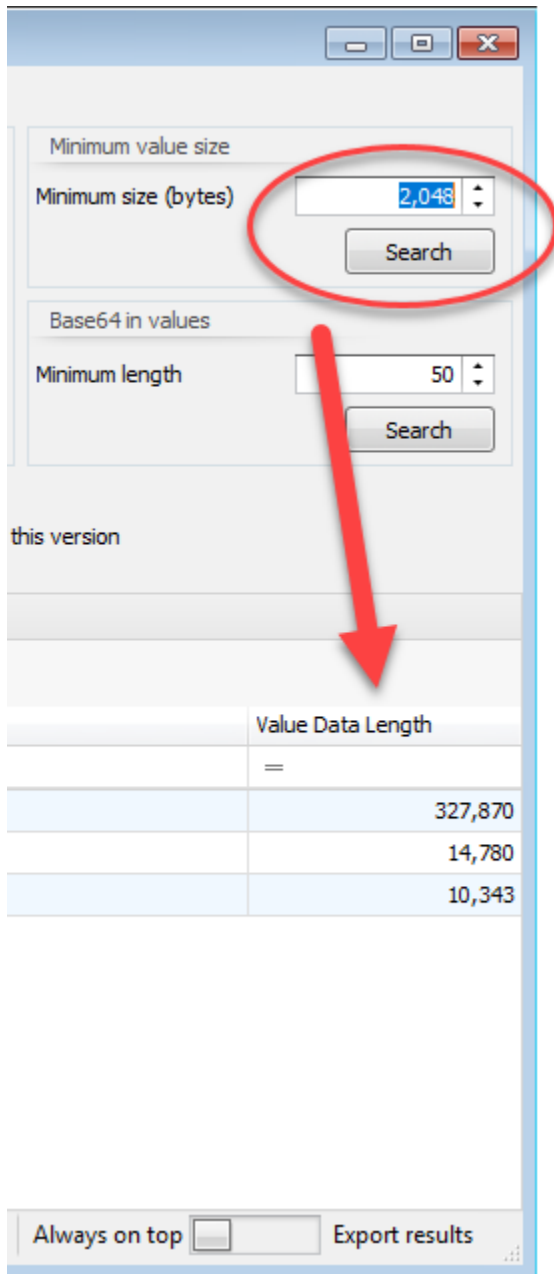 Minimum value size
Minimum size (bytes) 2,048
Search
Base64 in values
Minimum length 50
Search
this version
Value Data Length
=
327,870
14,780
10,343
Always on top Export results